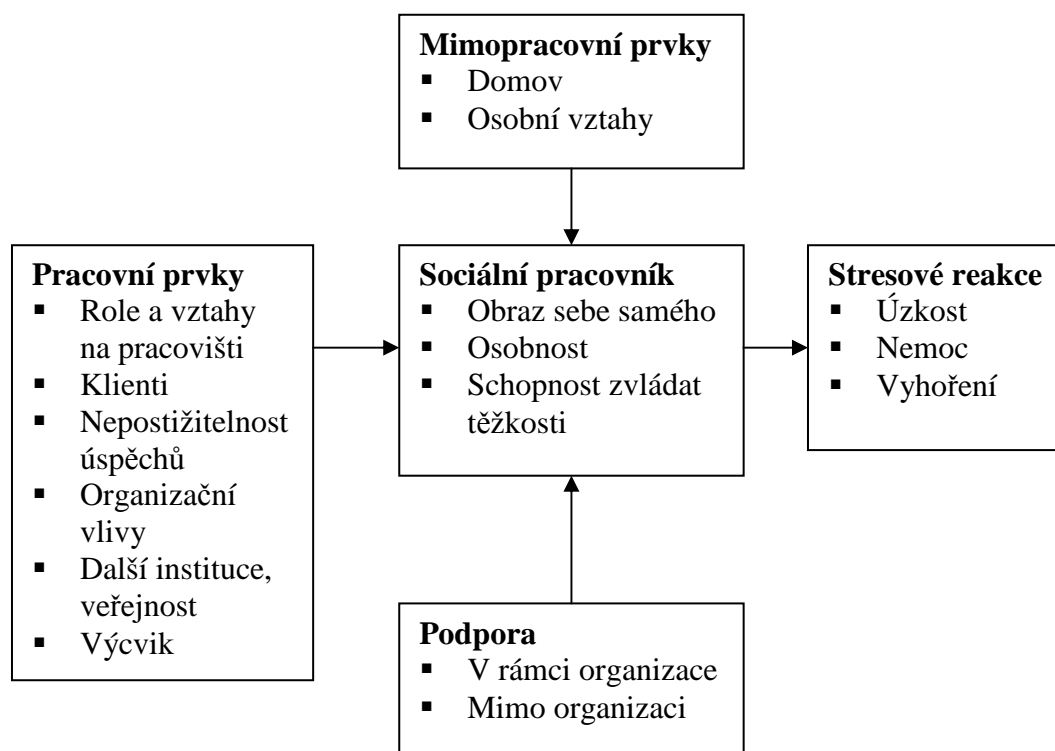 Mimopracovní prvky
▪ Domov
▪ Osobní vztahy
Pracovní prvky
▪ Role a vztahy
na pracovišti
▪ Klienti
▪ Nepostižitelnost
úspěchů
▪ Organizační
vlivy
▪ Další instituce,
veřejnost
▪ Výcvik
Sociální pracovník
▪ Obraz sebe samého
▪ Osobnost
▪ Schopnost zvládat
těžkosti
Stresové reakce
▪ Úzkost
▪ Nemoc
▪ Vyhoření
Podpora
▪ V rámci organizace
▪ Mimo organizaci